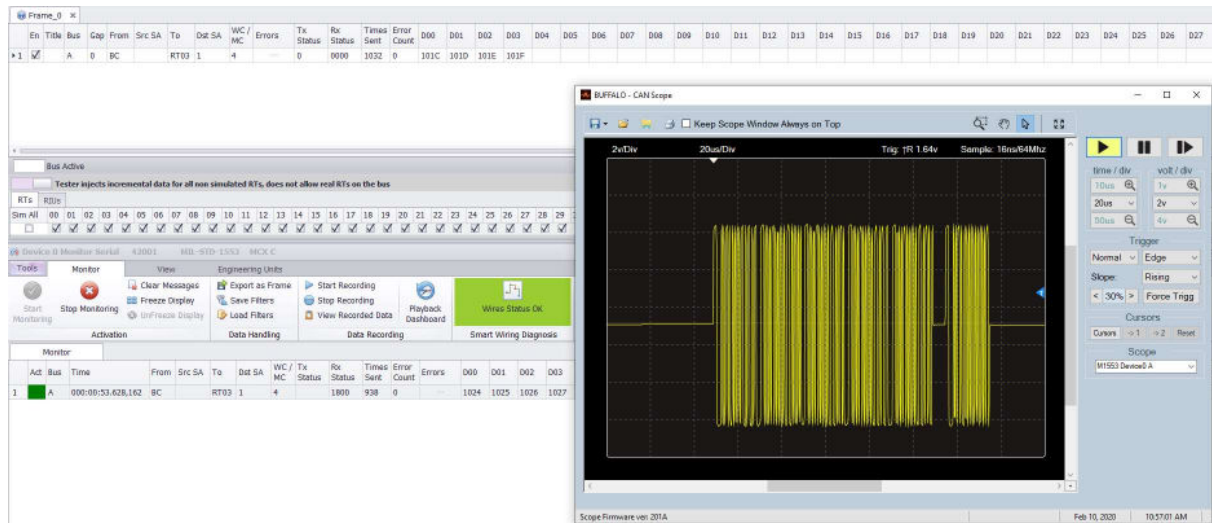 Frame_0 ×
En Title Bus Gap From Src SA To Dst SA WC / MC Errors Tx Status Rx Status Times Sent Error Count D00 D01 D02 D03 D04 D05 D06 D07 D08 D09 D10 D11 D12 D13 D14 D15 D16 D17 D18 D19 D20 D21 D22 D23 D24 D25 D26 D27
1 A 0 BC RT03 1 4 0 0000 1032 0 101C 101D 101E 101F
Bus Active
Tester injects incremental data for all non simulated RTs, does not allow real RTs on the bus
RTs RIUs
Sim All 00 01 02 03 04 05 06 07 08 09 10 11 12 13 14 15 16 17 18 19 20 21 22 23 24 25 26 27 28 29
Device 0 Monitor Serial 42001 MIL-STD-1553 MCX C
Tools Monitor View Engineering Units
Start Monitoring
Stop Monitoring
Clear Messages
Freeze Display
UnFreeze Display
Activation
Export as Frame
Save Filters
Load Filters
Data Handling
Start Recording
Stop Recording
View Recorded Data
Playback Dashboard
Data Recording
Wires Status OK
Smart Wiring Diagnosis
Monitor
Act Bus Time From Src SA To Dst SA WC / MC Tx Status Rx Status Times Sent Error Count Errors D00 D01 D02 D03
1 A 000:00:53.628,162 BC RT03 1 4 1800 938 0 1024 1025 1026 1027
BUFFALO - CAN Scope
Keep Scope Window Always on Top
2v/Div 20us/Div Trig: ↑R 1.64v Sample: 16ns/64Mhz
time / div volt / div
10us 1v
20us 2v
50us 4v
Trigger
Normal Edge
Slope: Rising
< 30% > Force Trigg
Cursors
Cursors ->1 ->2 Reset
Scope
M1553 Device0 A
Scope Firmware ver: 201A Feb 10, 2020 10:57:01 AM